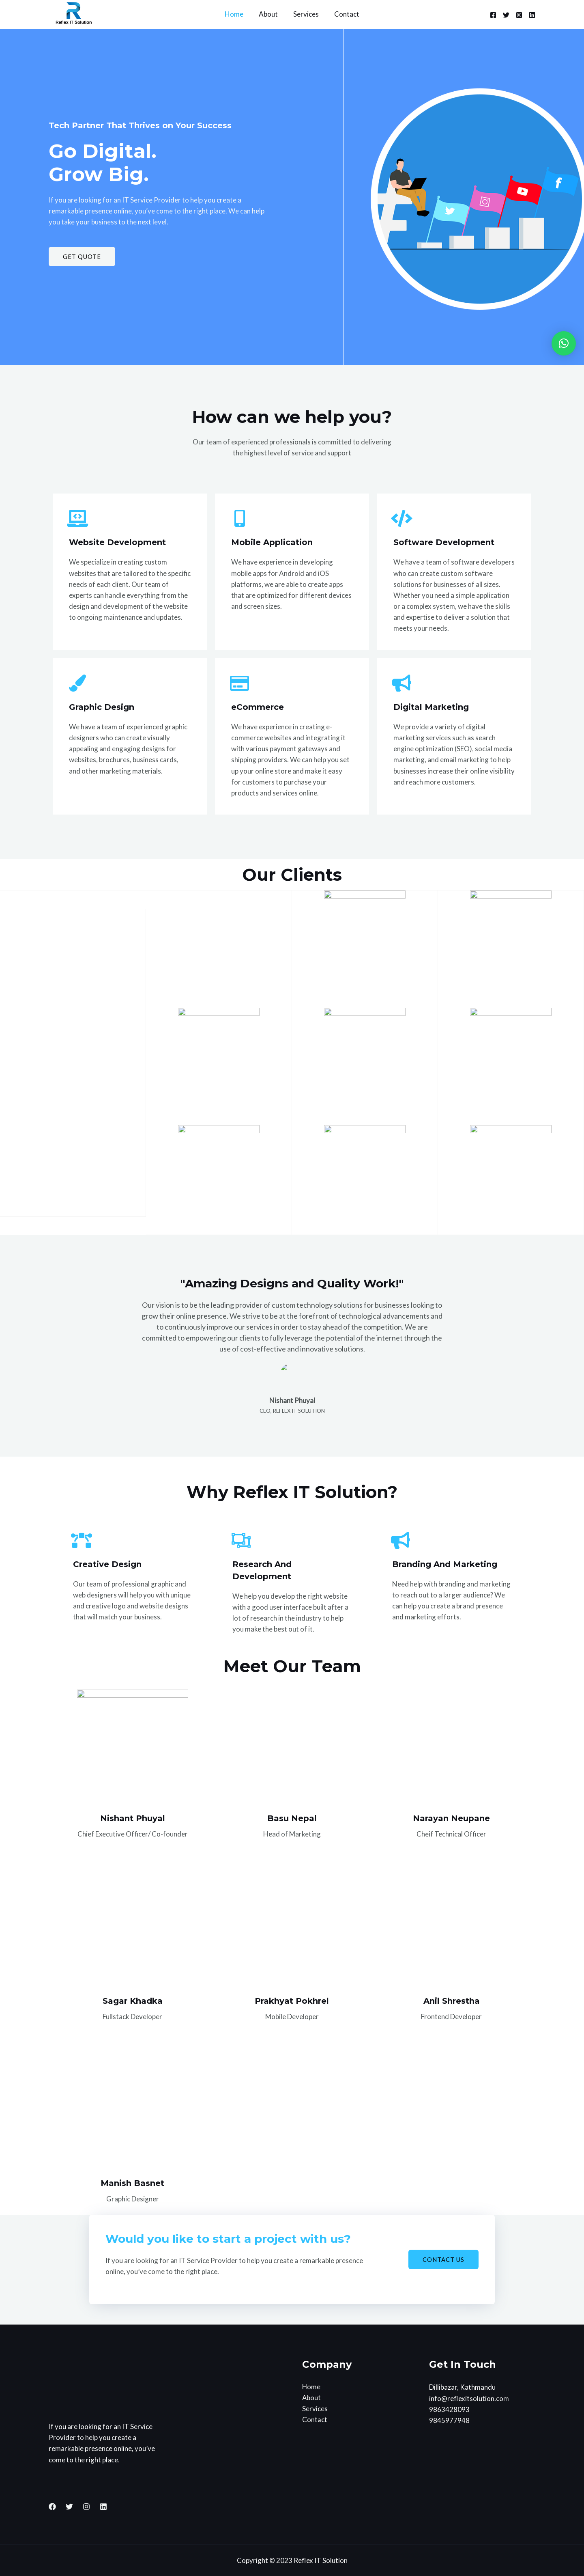 Reflex IT Solution
Home
About
Services
Contact
Tech Partner That Thrives on Your Success
Go Digital.
Grow Big.
If you are looking for an IT Service Provider to help you create a
remarkable presence online, you've come to the right place. We can help
you take your business to the next level.
GET QUOTE
How can we help you?
Our team of experienced professionals is committed to delivering
the highest level of service and support
Website Development
We specialize in creating custom
websites that are tailored to the specific
needs of each client. Our team of
experts can handle everything from the
design and development of the website
to ongoing maintenance and updates.
Mobile Application
We have experience in developing
mobile apps for Android and iOS
platforms, we are able to create apps
that are optimized for different devices
and screen sizes.
Software Development
We have a team of software developers
who can create custom software
solutions for businesses of all sizes.
Whether you need a simple application
or a complex system, we have the skills
and expertise to deliver a solution that
meets your needs.
Graphic Design
We have a team of experienced graphic
designers who can create visually
appealing and engaging designs for
websites, brochures, business cards,
and other marketing materials.
eCommerce
We have experience in creating e-
commerce websites and integrating it
with various payment gateways and
shipping providers. We can help you set
up your online store and make it easy
for customers to purchase your
products and services online.
Digital Marketing
We provide a variety of digital
marketing services such as search
engine optimization (SEO), social media
marketing, and email marketing to help
businesses increase their online visibility
and reach more customers.
Our Clients
"Amazing Designs and Quality Work!"
Our vision is to be the leading provider of custom technology solutions for businesses looking to
grow their online presence. We strive to be at the forefront of technological advancements and
to continuously improve our services in order to stay ahead of the competition. We are
committed to empowering our clients to fully leverage the potential of the internet through the
use of cost-effective and innovative solutions.
Nishant Phuyal
CEO, REFLEX IT SOLUTION
Why Reflex IT Solution?
Creative Design
Our team of professional graphic and
web designers will help you with unique
and creative logo and website designs
that will match your business.
Research And
Development
We help you develop the right website
with a good user interface built after a
lot of research in the industry to help
you make the best out of it.
Branding And Marketing
Need help with branding and marketing
to reach out to a larger audience? We
can help you create a brand presence
and marketing efforts.
Meet Our Team
Nishant Phuyal
Chief Executive Officer/ Co-founder
Basu Nepal
Head of Marketing
Narayan Neupane
Cheif Technical Officer
Sagar Khadka
Fullstack Developer
Prakhyat Pokhrel
Mobile Developer
Anil Shrestha
Frontend Developer
Manish Basnet
Graphic Designer
Would you like to start a project with us?
If you are looking for an IT Service Provider to help you create a remarkable presence
online, you've come to the right place.
CONTACT US
If you are looking for an IT Service
Provider to help you create a
remarkable presence online, you've
come to the right place.
Company
Home
About
Services
Contact
Get In Touch
Dillibazar, Kathmandu
info@reflexitsolution.com
9863428093
9845977948
Copyright © 2023 Reflex IT Solution